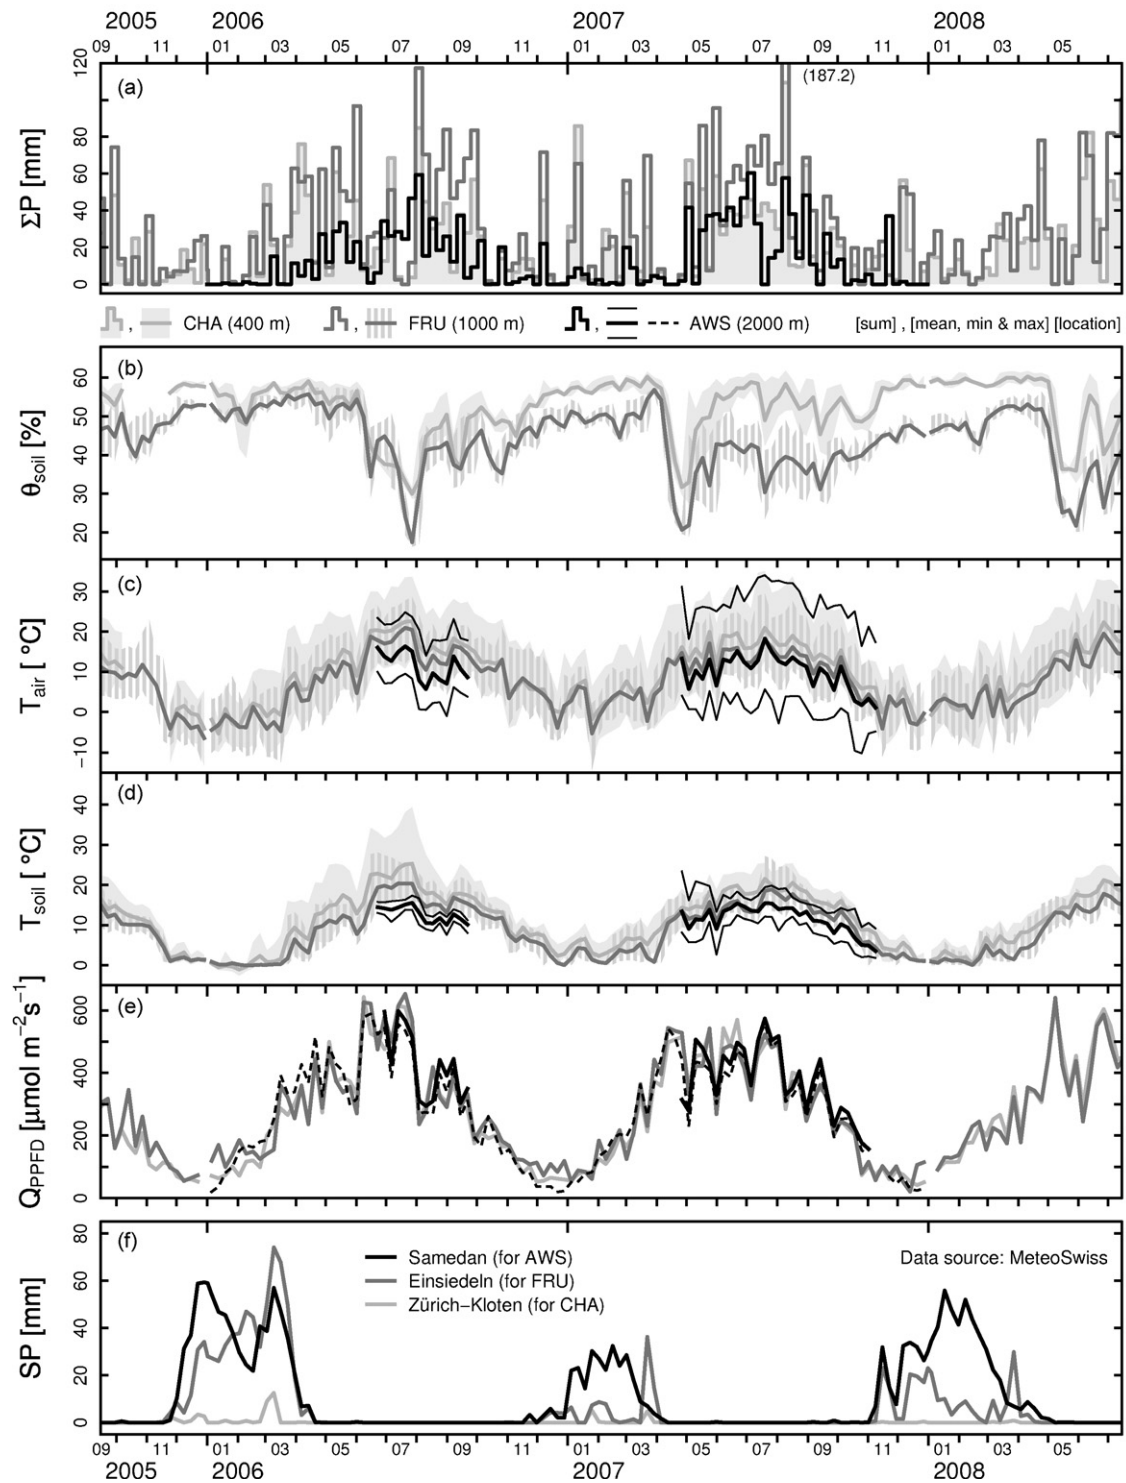 2005 2006 2007 2008
09 11 01 03 05 07 09 11 01 03 05 07 09 11 01 03 05
(a)
(187.2)
ΣP [mm]
120
80
60
40
20
0
CHA (400 m) , FRU (1000 m) , AWS (2000 m) [sum] , [mean, min & max] [location]
(b)
θsoil [%]
60
50
40
30
20
(c)
Tair [ °C]
30
20
10
0
−10
(d)
Tsoil [ °C]
40
30
20
10
0
(e)
QPPFD [μmol m−2s−1]
600
400
200
0
(f)
SP [mm]
80
60
40
20
0
Samedan (for AWS)
Einsiedeln (for FRU)
Zürich−Kloten (for CHA)
Data source: MeteoSwiss
09 11 01 03 05 07 09 11 01 03 05 07 09 11 01 03 05
2005 2006 2007 2008